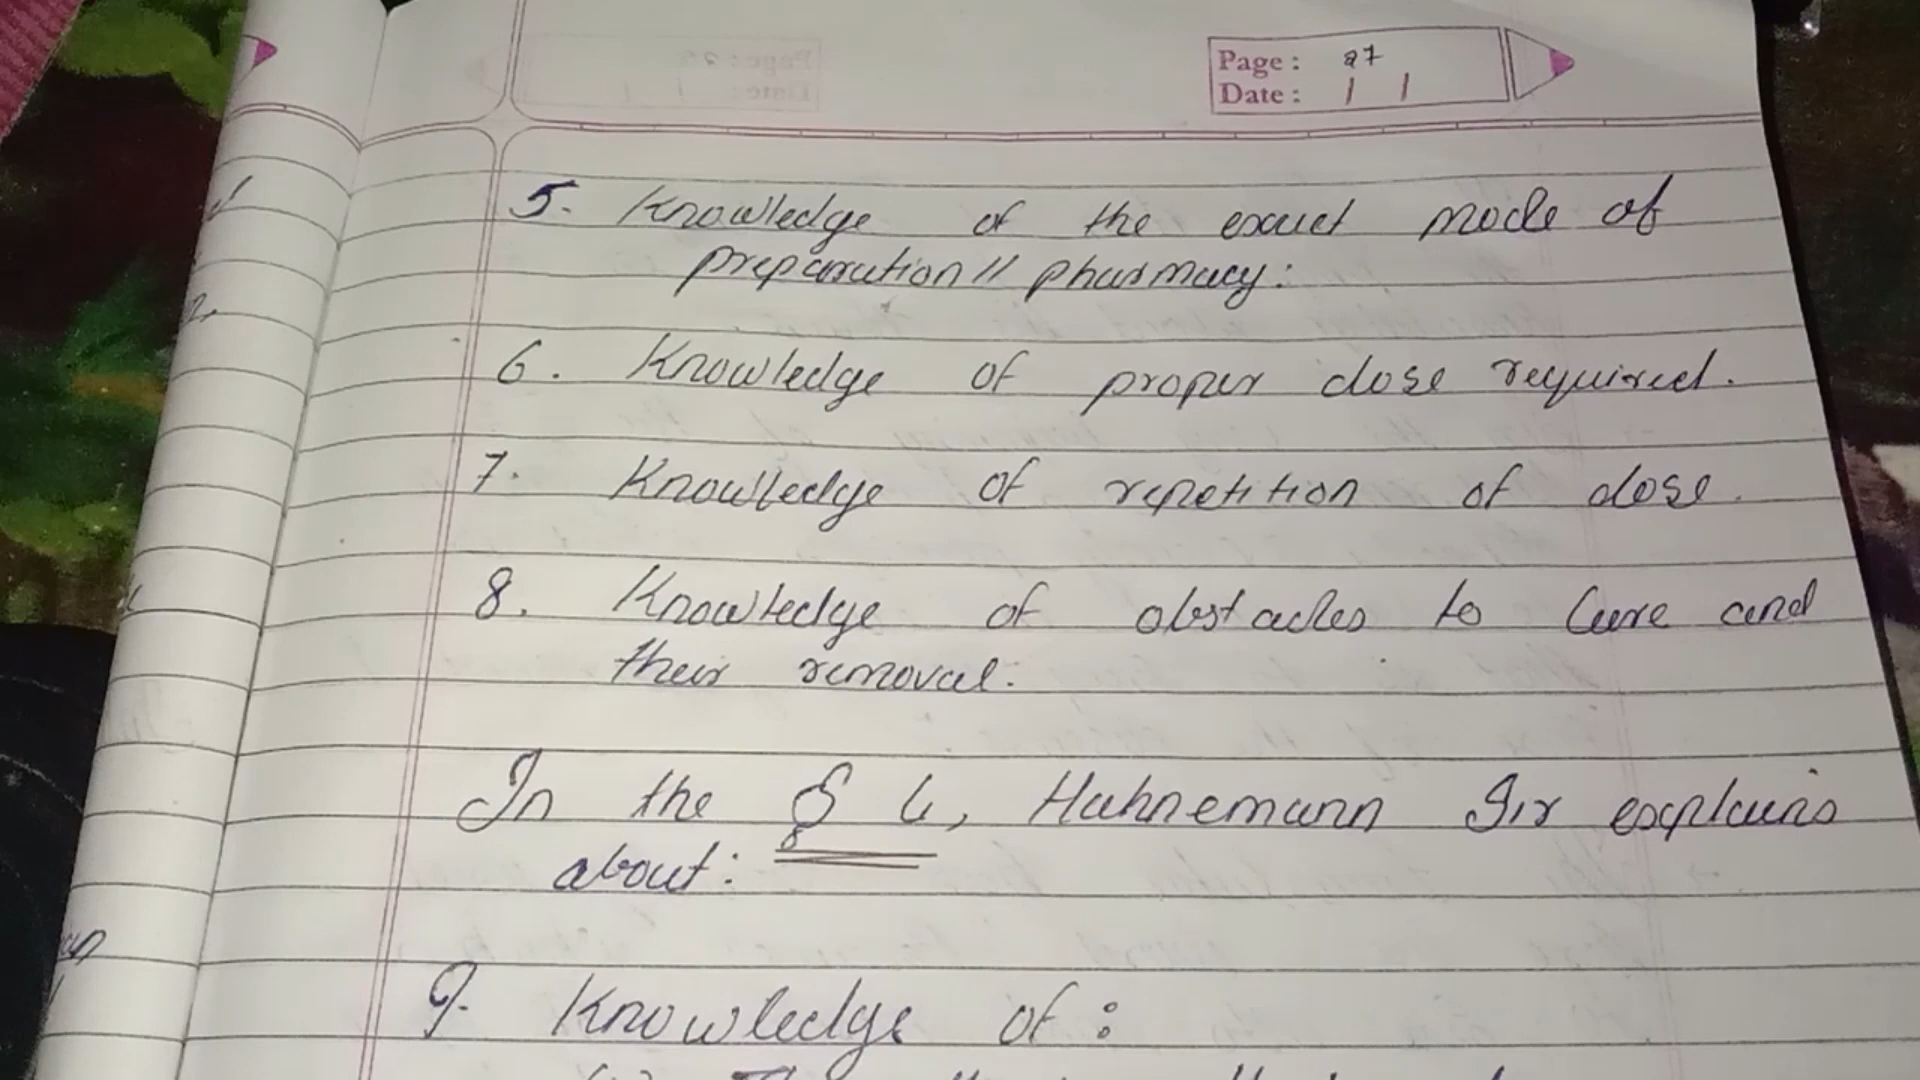 Page: 27
Date: / /
5. Knowledge of the exact mode of
preparation // pharmacy:
6. Knowledge of proper dose required.
7. Knowledge of repetition of dose.
8. Knowledge of obstacles to Cure and
their removal.
In the § 4, Hahnemann Sir explains
about:
9. Knowledge of: